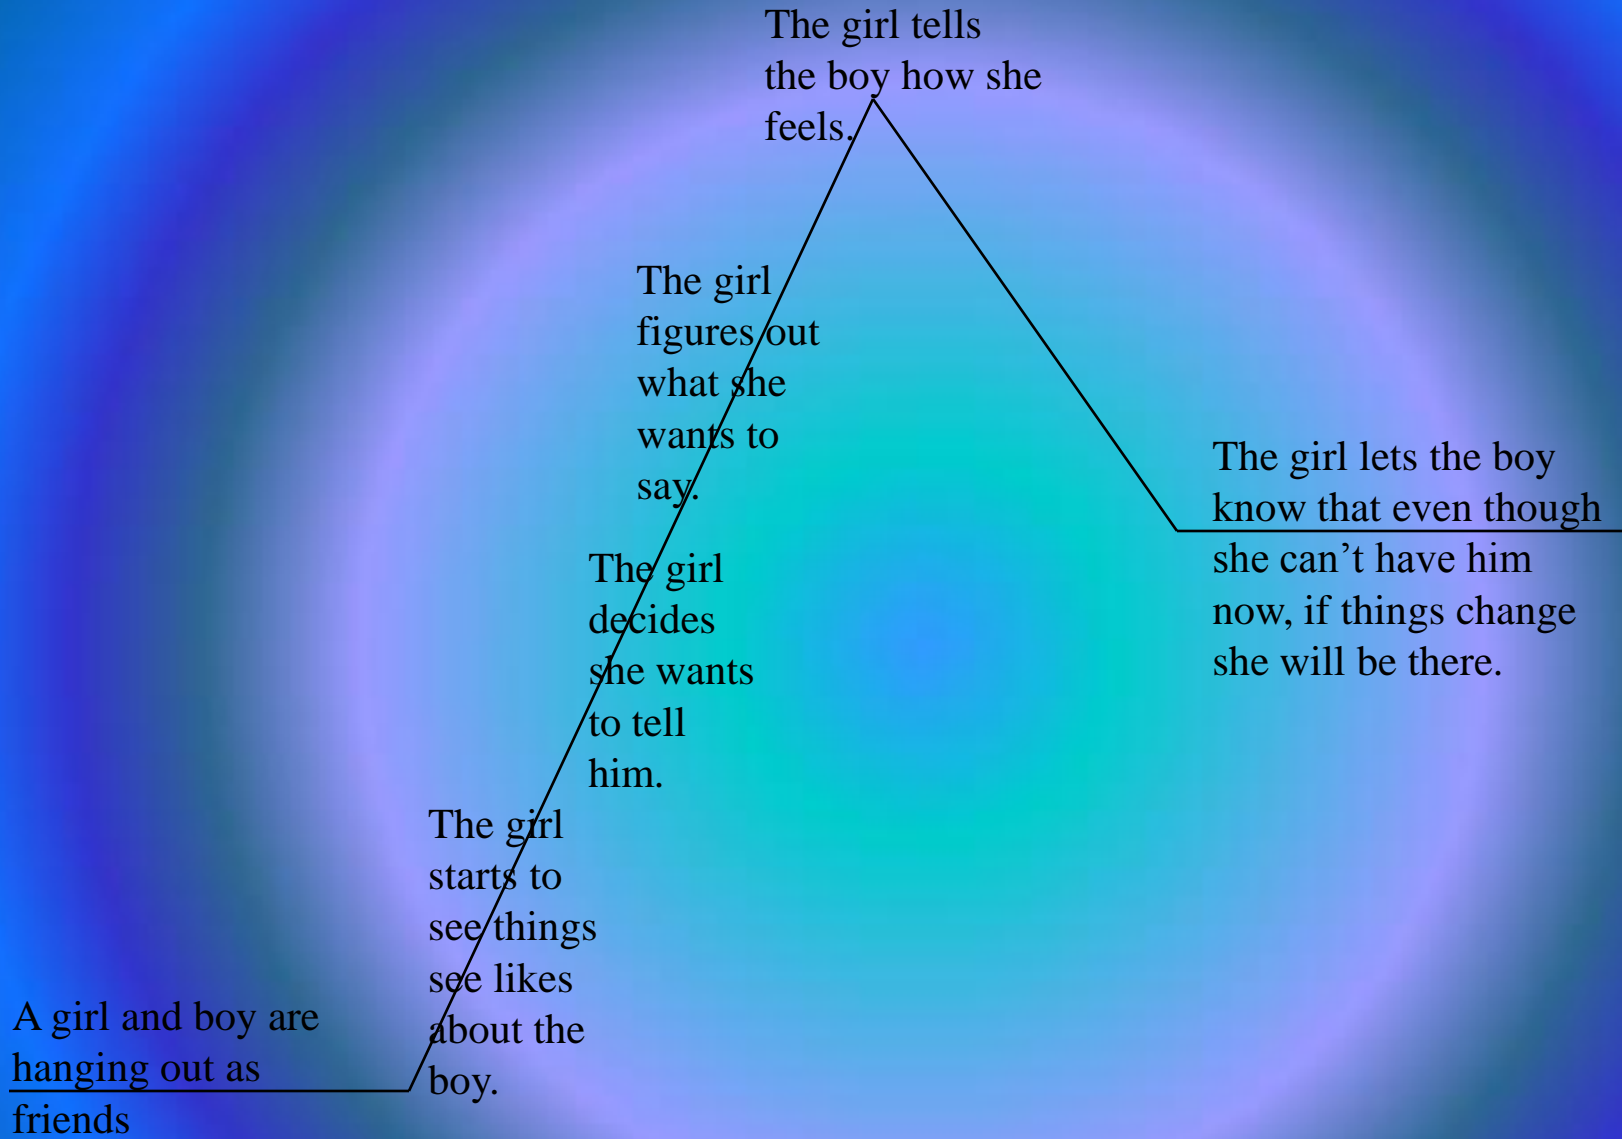 The girl tells
the boy how she
feels.
The girl
figures out
what she
wants to
say.
The girl lets the boy
know that even though
she can’t have him
now, if things change
she will be there.
The girl
decides
she wants
to tell
him.
The girl
starts to
see things
see likes
about the
boy.
A girl and boy are
hanging out as
friends